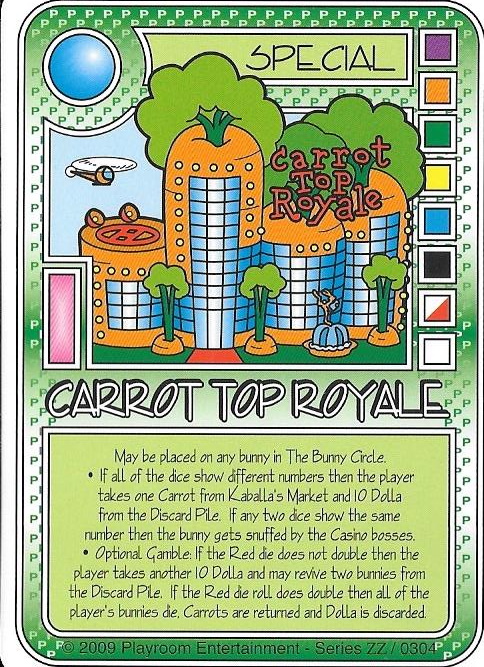 SPECIAL
Carrot
Top
Royale
CARROT TOP ROYALE
May be placed on any bunny in The Bunny Circle.
• If all of the dice show different numbers then the player
takes one Carrot from Kaballa's Market and 10 Dolla
from the Discard Pile. If any two dice show the same
number then the bunny gets snuffed by the Casino bosses.
• Optional Gamble: If the Red die does not double then the
player takes another 10 Dolla and may revive two bunnies from
the Discard Pile. If the Red die roll does double then all of the
player's bunnies die, Carrots are returned and Dolla is discarded.
© 2009 Playroom Entertainment - Series ZZ / 0304